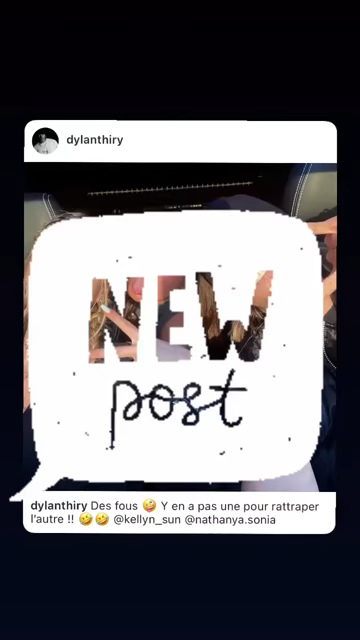 dylanthiry
NEW
post
dylanthiry Des fous 🤪 Y en a pas une pour rattraper
l'autre !! 🤣🤣 @kellyn_sun @nathanya.sonia